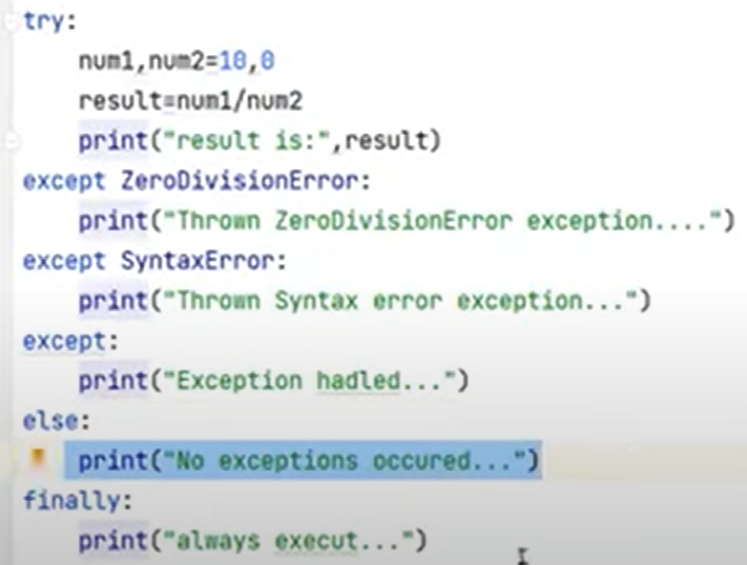 try:
    num1,num2=10,0
    result=num1/num2
    print("result is:",result)
except ZeroDivisionError:
    print("Thrown ZeroDivisionError exception....")
except SyntaxError:
    print("Thrown Syntax error exception...")
except:
    print("Exception hadled...")
else:
    print("No exceptions occured...")
finally:
    print("always execut...")